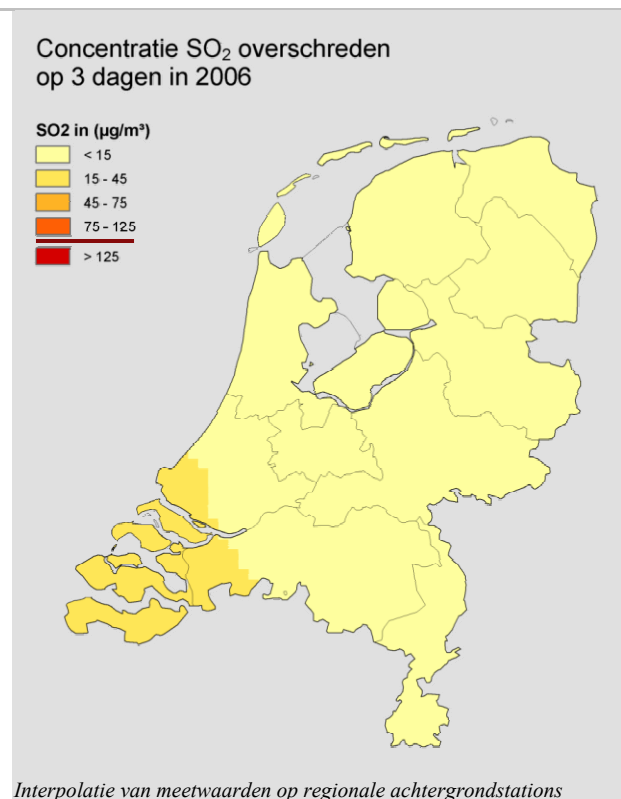 Concentratie SO₂ overschreden
op 3 dagen in 2006
SO2 in (µg/m³)
< 15
15 - 45
45 - 75
75 - 125
> 125
Interpolatie van meetwaarden op regionale achtergrondstations